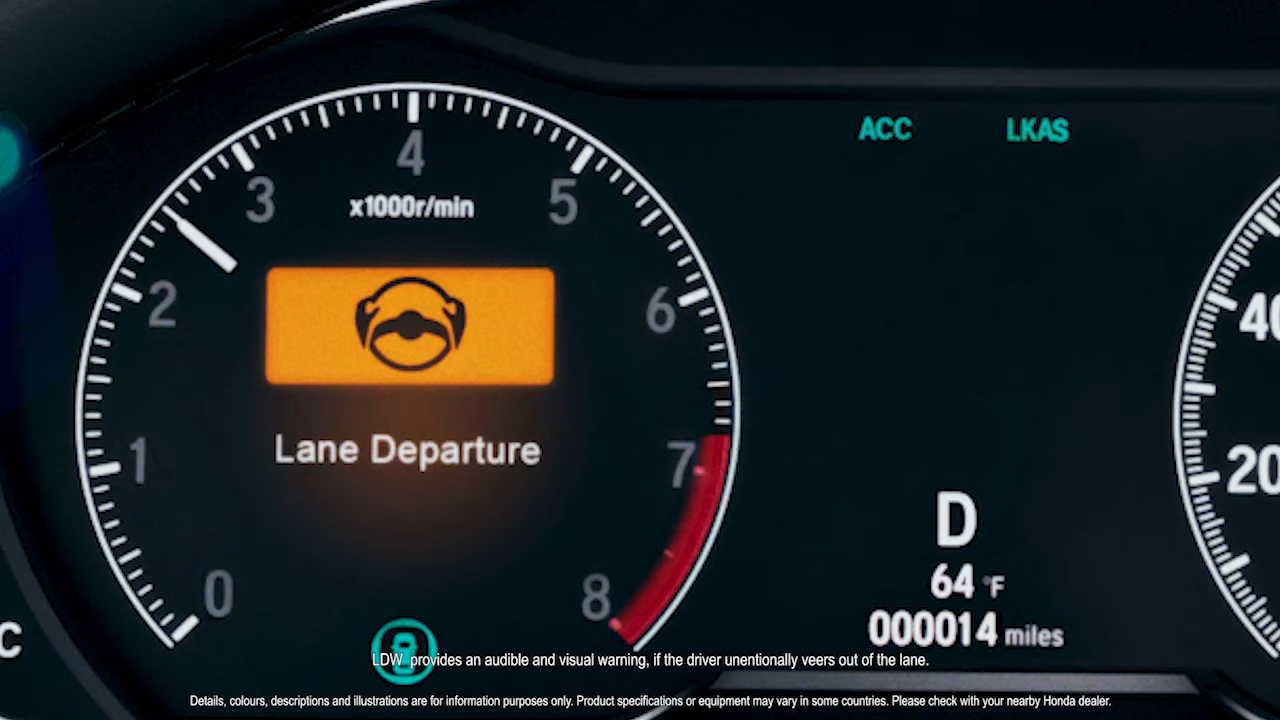 ACC LKAS
4
3 5
x1000r/min
2 6
40
Lane Departure
1 7
20
D
64 °F
0 8
000014 miles
C
LDW provides an audible and visual warning, if the driver unentionally veers out of the lane.
Details, colours, descriptions and illustrations are for information purposes only. Product specifications or equipment may vary in some countries. Please check with your nearby Honda dealer.